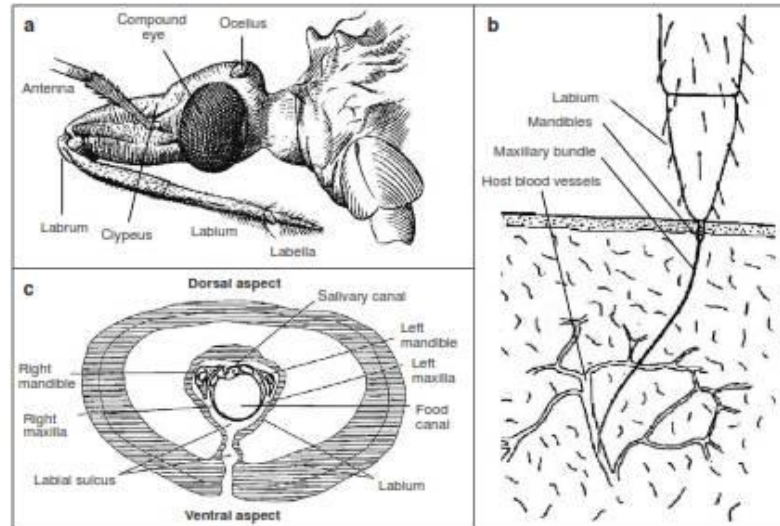 a
Compound
eye
Ocellus
Antenna
Labrum
Clypeus
Labium
Labella
b
Labium
Mandibles
Maxillary bundle
Host blood vessels
c
Dorsal aspect
Salivary canal
Left
mandible
Right
mandible
Left
maxilla
Right
maxilla
Food
canal
Labial sulcus
Labium
Ventral aspect